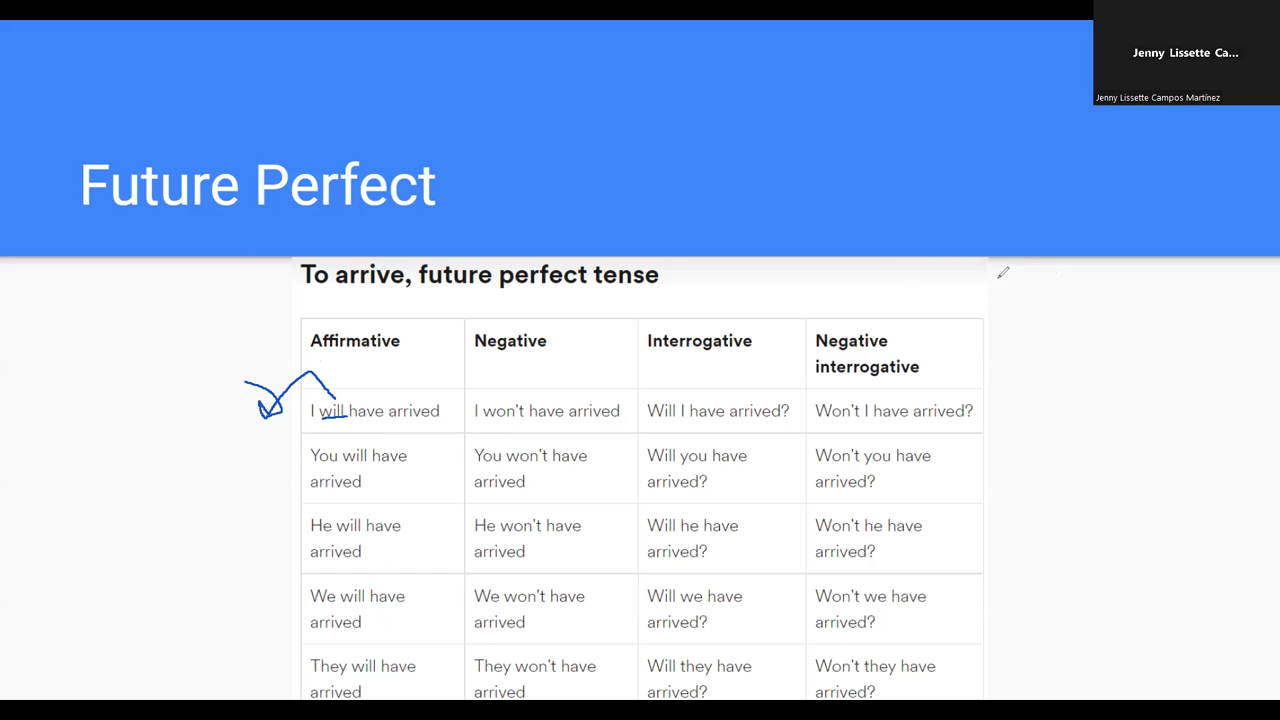 Jenny Lissette Ca...
Jenny Lissette Campos Martínez
Future Perfect
To arrive, future perfect tense
Affirmative Negative Interrogative Negative interrogative
I will have arrived I won't have arrived Will I have arrived? Won't I have arrived?
You will have arrived You won't have arrived Will you have arrived? Won't you have arrived?
He will have arrived He won't have arrived Will he have arrived? Won't he have arrived?
We will have arrived We won't have arrived Will we have arrived? Won't we have arrived?
They will have arrived They won't have arrived Will they have arrived? Won't they have arrived?